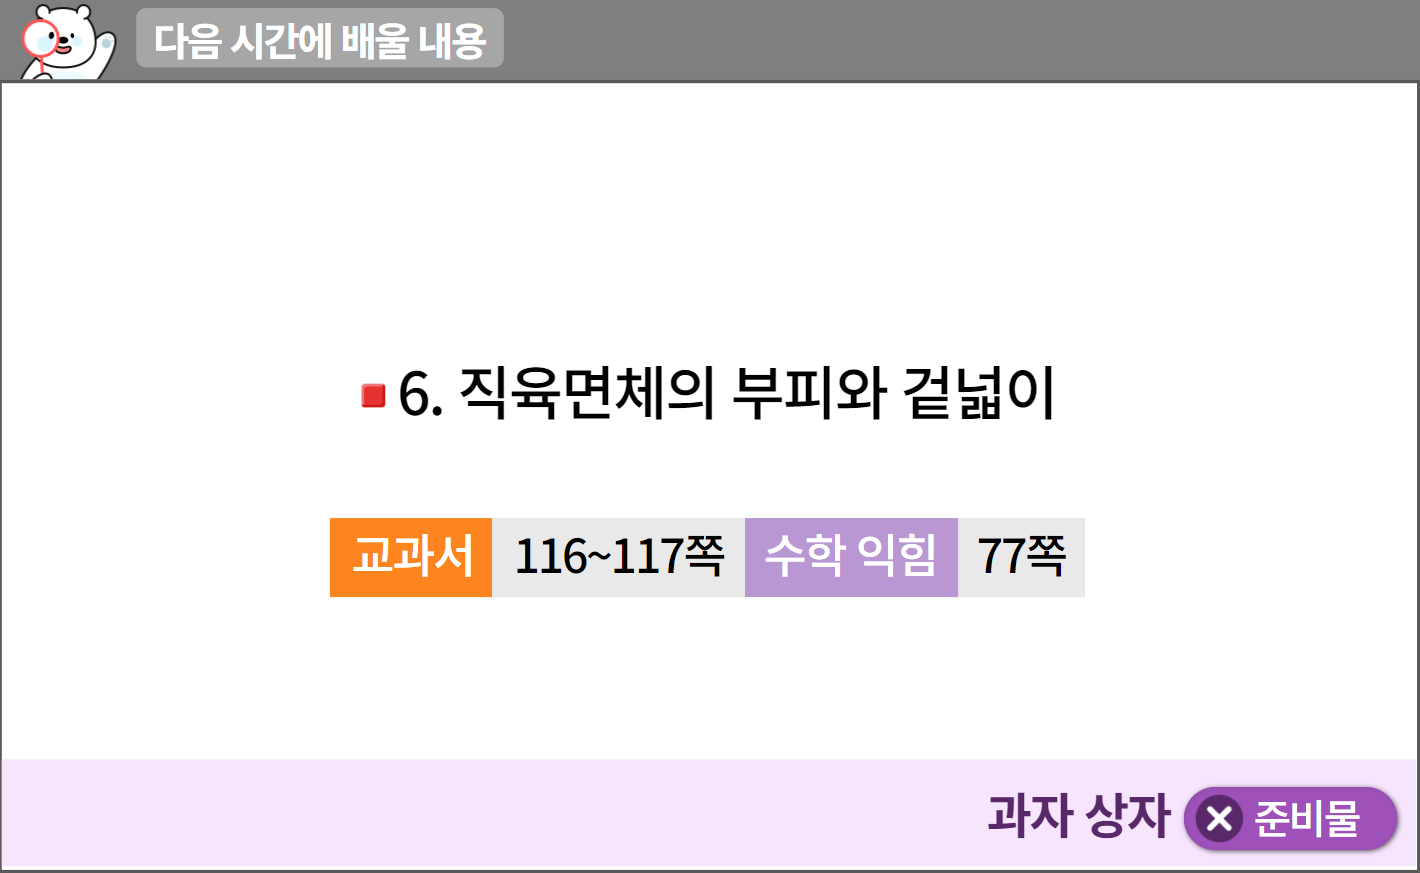 다음 시간에 배울 내용
6. 직육면체의 부피와 겉넓이
교과서 116~117쪽 수학 익힘 77쪽
과자 상자 준비물